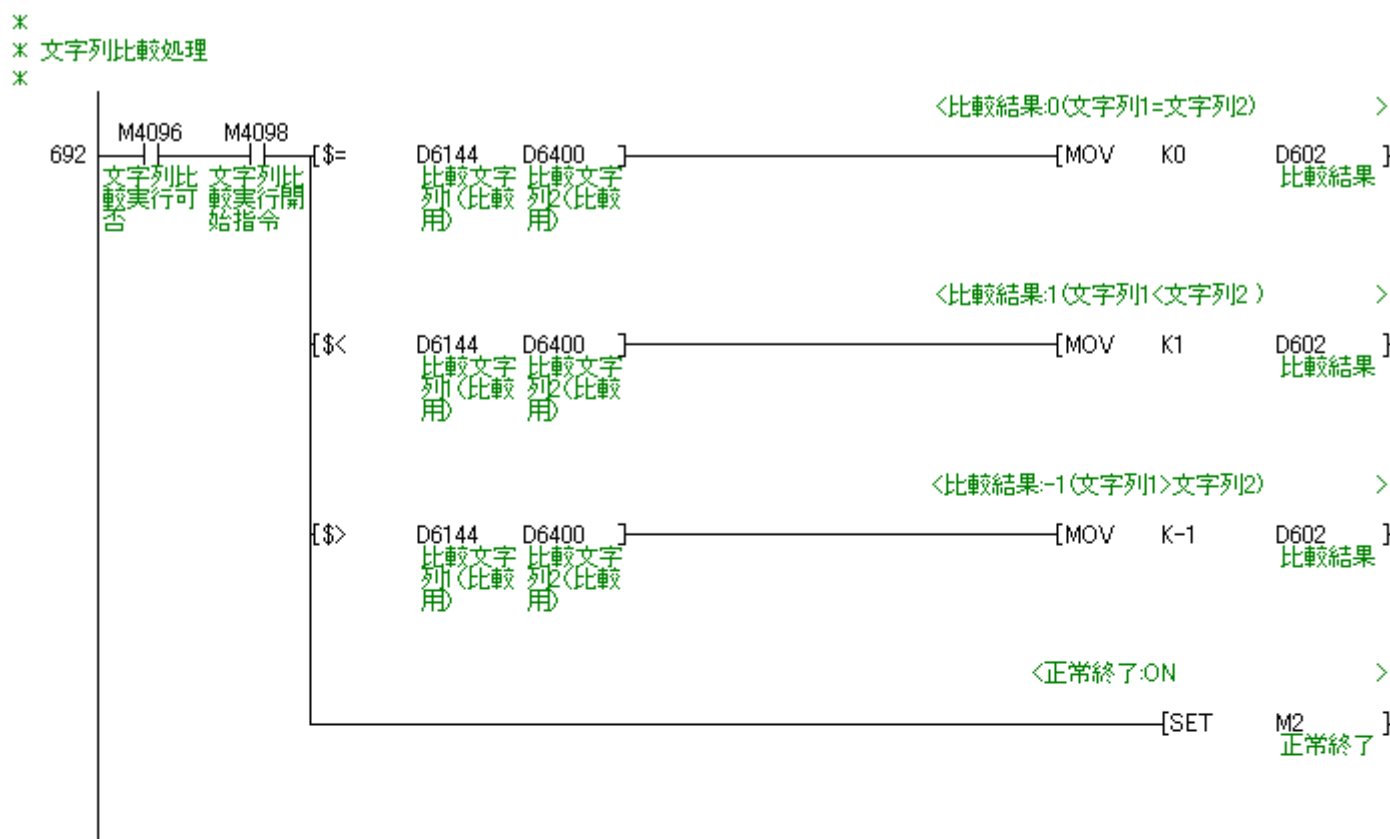 *
* 文字列比較処理
*
<比較結果:0(文字列1=文字列2) >
M4096 M4098
692 [$= D6144 D6400 ] [MOV K0 D602 ]
文字列比 文字列比 比較文字 比較文字 比較結果
較実行可 較実行開 列1(比較 列2(比較
否 始指令 用) 用)
<比較結果:1(文字列1<文字列2 ) >
[$< D6144 D6400 ] [MOV K1 D602 ]
比較文字 比較文字 比較結果
列1(比較 列2(比較
用) 用)
<比較結果:-1(文字列1>文字列2) >
[$> D6144 D6400 ] [MOV K-1 D602 ]
比較文字 比較文字 比較結果
列1(比較 列2(比較
用) 用)
<正常終了:ON >
[SET M2 ]
正常終了